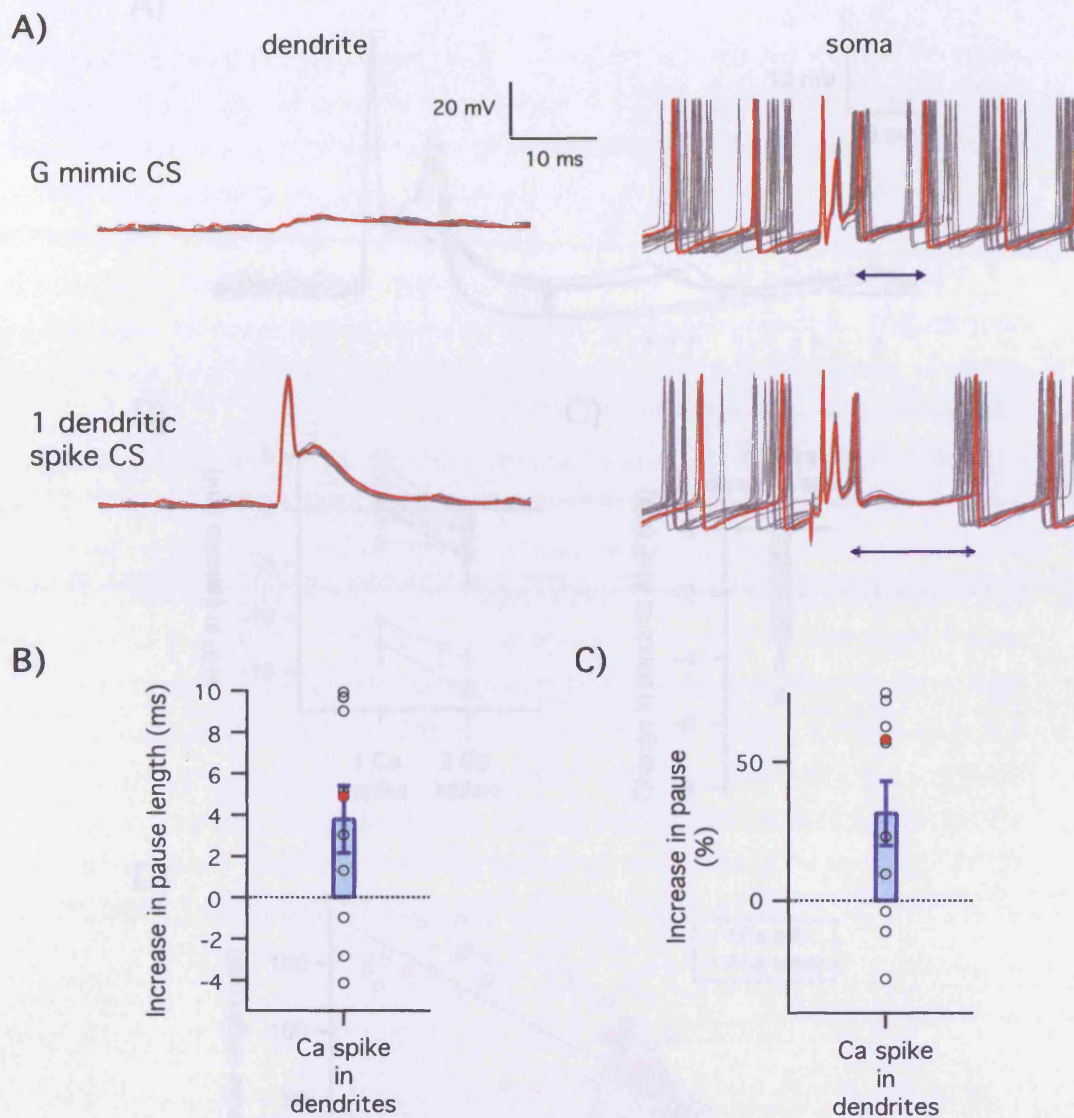 A)
dendrite
soma
20 mV
10 ms
G mimic CS
1 dendritic
spike CS
B)
Increase in pause length (ms)
10
8
6
4
2
0
-2
-4
Ca spike
in
dendrites
C)
Increase in pause
(%)
50
0
Ca spike
in
dendrites